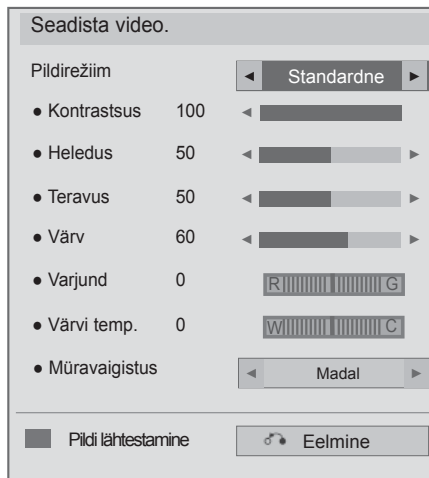 Seadista video.
Pildirežiim ◄ Standardne ►
● Kontrastsus 100 ◄
● Heledus 50 ◄ ►
● Teravus 50 ◄ ►
● Värv 60 ◄ ►
● Varjund 0 R G
● Värvi temp. 0 W C
● Müravaigistus ◄ Madal ►
Pildi lähtestamine Eelmine